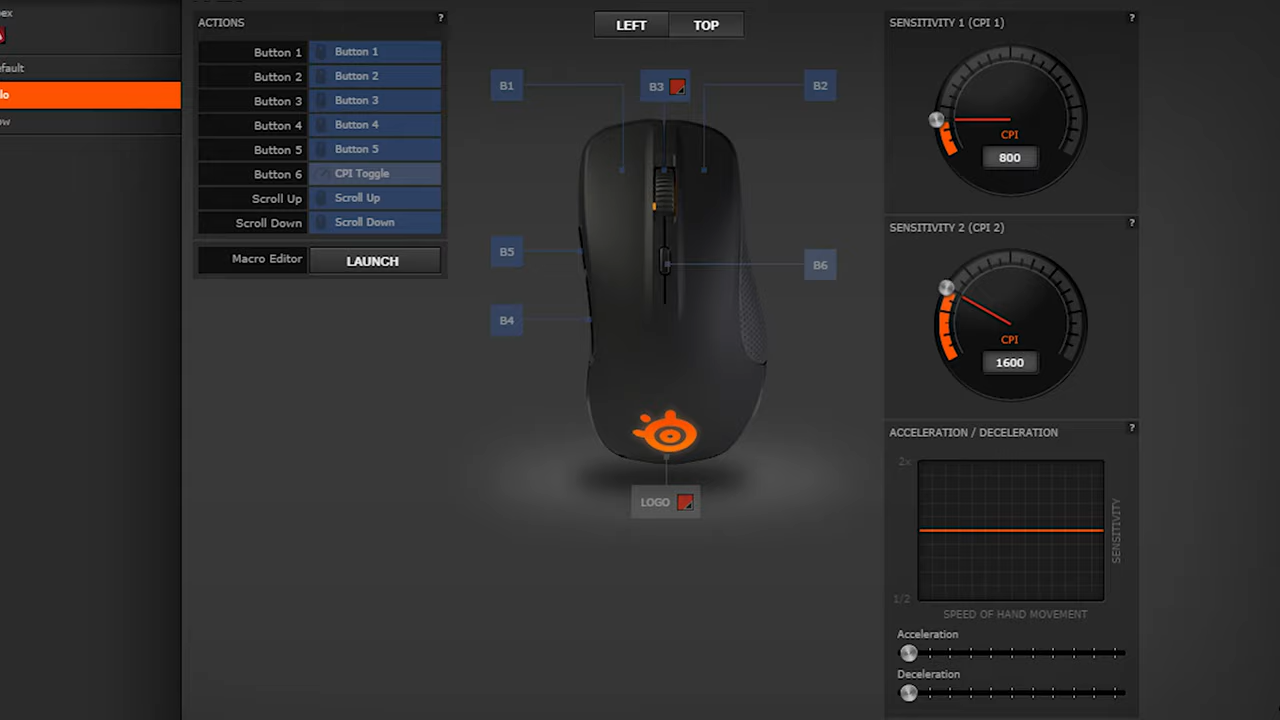 ex
efault
lo
ow
ACTIONS ?
Button 1 Button 1
Button 2 Button 2
Button 3 Button 3
Button 4 Button 4
Button 5 Button 5
Button 6 CPI Toggle
Scroll Up Scroll Up
Scroll Down Scroll Down
Macro Editor LAUNCH
LEFT TOP
B1 B3 B2
B5 B6
B4
LOGO
SENSITIVITY 1 (CPI 1) ?
CPI
800
SENSITIVITY 2 (CPI 2) ?
CPI
1600
ACCELERATION / DECELERATION ?
2x
SENSITIVITY
1/2
SPEED OF HAND MOVEMENT
Acceleration
Deceleration